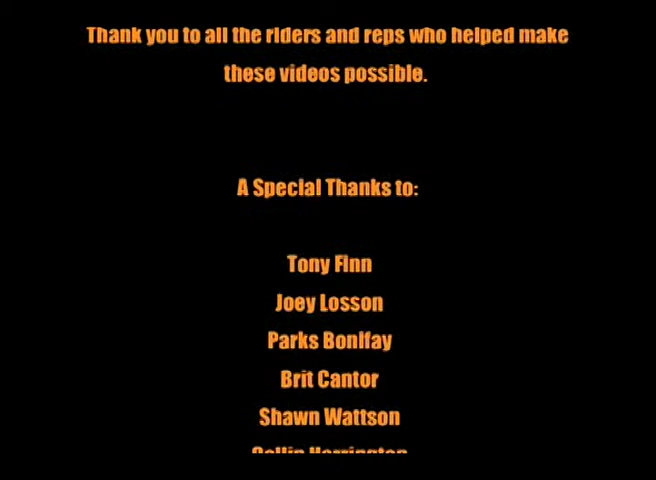 Thank you to all the riders and reps who helped make
these videos possible.
A Special Thanks to:
Tony Finn
Joey Losson
Parks Bonifay
Brit Cantor
Shawn Wattson